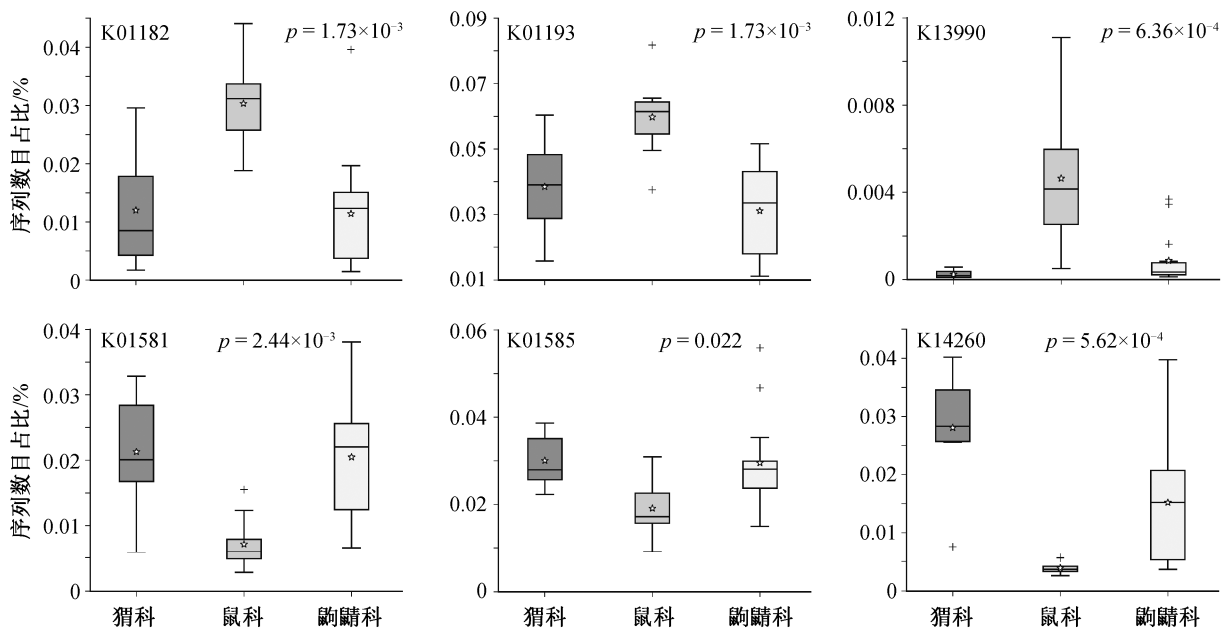 K01182
p = 1.73×10⁻³
0.04
0.03
0.02
0.01
0
序列数目占比/%
K01193
p = 1.73×10⁻³
0.09
0.07
0.05
0.03
0.01
K13990
p = 6.36×10⁻⁴
0.012
0.008
0.004
0
K01581
p = 2.44×10⁻³
0.04
0.03
0.02
0.01
0
序列数目占比/%
猬科
鼠科
鼩鼱科
K01585
p = 0.022
0.06
0.04
0.02
0
猬科
鼠科
鼩鼱科
K14260
p = 5.62×10⁻⁴
0.04
0.03
0.02
0.01
0
猬科
鼠科
鼩鼱科